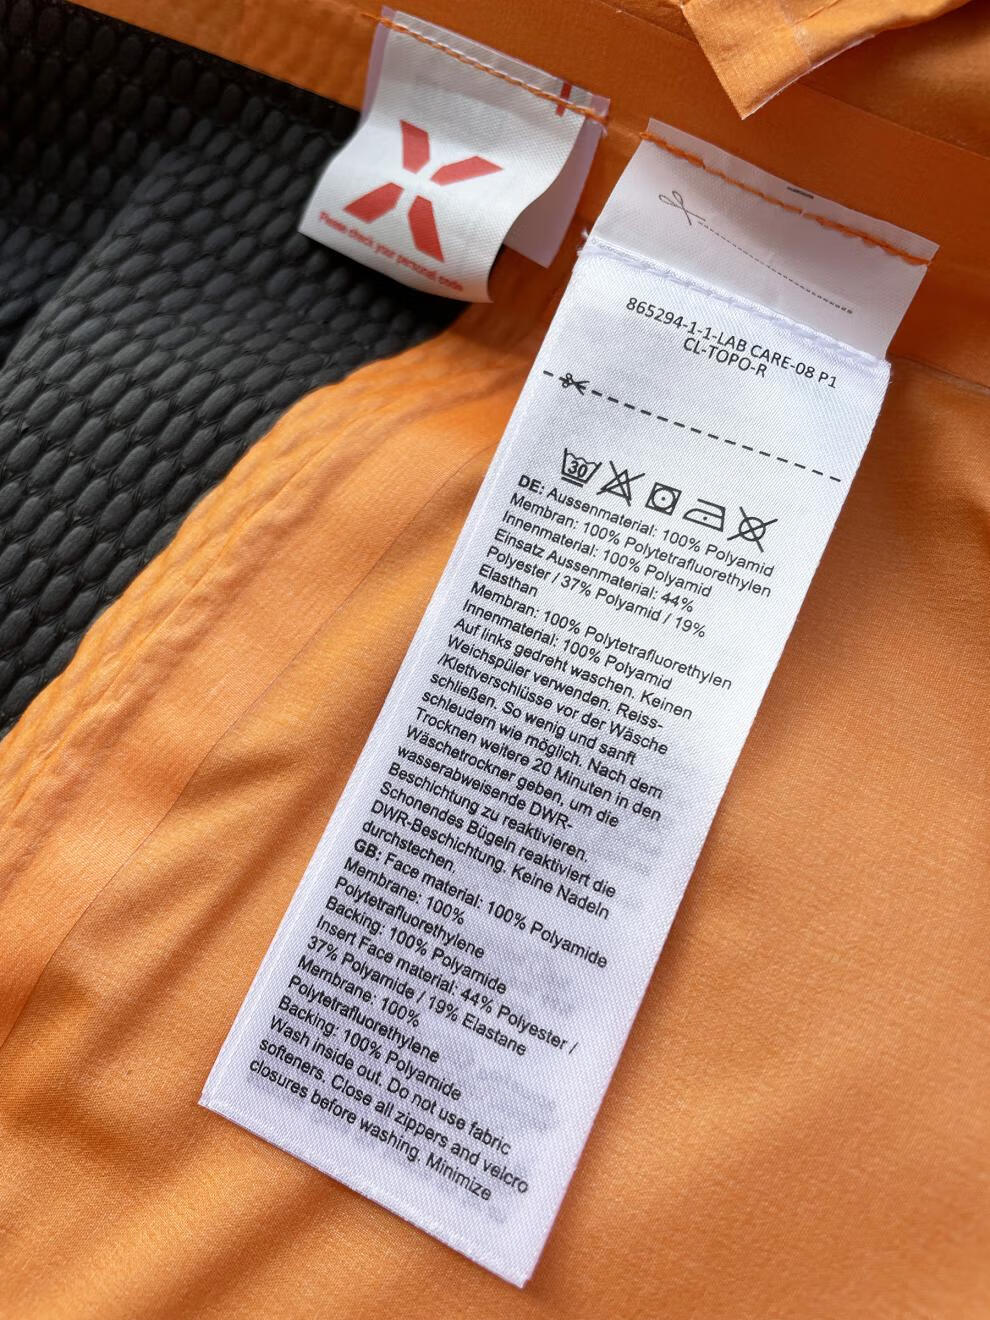 X
Please check your personal code
865294-1-1-LAB CARE-08 P1
CL-TOPO-R
30
DE: Aussenmaterial: 100% Polyamid
Membran: 100% Polytetrafluorethylen
Innenmaterial: 100% Polyamid
Einsatz Aussenmaterial: 44%
Polyester / 37% Polyamid / 19%
Elasthan
Membran: 100% Polytetrafluorethylen
Innenmaterial: 100% Polyamid
Auf links gedreht waschen. Keinen
Weichspüler verwenden. Reiss-
/Klettverschlüsse vor der Wäsche
schließen. So wenig und sanft
schleudern wie möglich. Nach dem
Trocknen weitere 20 Minuten in den
Wäschetrockner geben, um die
wasserabweisende DWR-
Beschichtung zu reaktivieren.
Schonendes Bügeln reaktiviert die
DWR-Beschichtung. Keine Nadeln
durchstechen.
GB: Face material: 100% Polyamide
Membrane: 100%
Polytetrafluorethylene
Backing: 100% Polyamide
Insert Face material: 44% Polyester /
37% Polyamide / 19% Elastane
Membrane: 100%
Polytetrafluorethylene
Backing: 100% Polyamide
Wash inside out. Do not use fabric
softeners. Close all zippers and velcro
closures before washing. Minimize